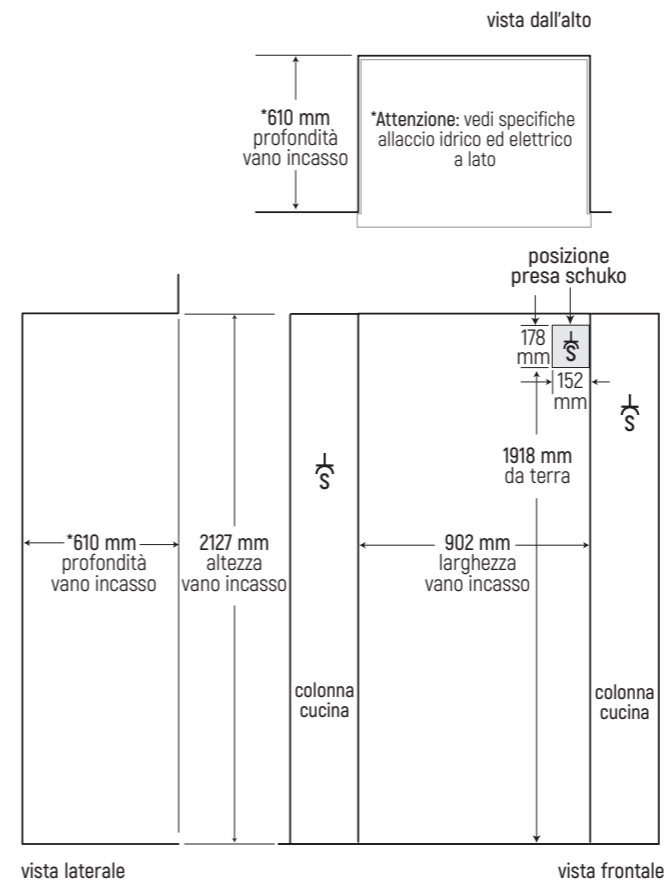 vista dall'alto
*610 mm
profondità
vano incasso
*Attenzione: vedi specifiche
allaccio idrico ed elettrico
a lato
posizione
presa schuko
178
mm
S
152
mm
S
S
1918 mm
da terra
*610 mm
profondità
vano incasso
2127 mm
altezza
vano incasso
902 mm
larghezza
vano incasso
colonna
cucina
colonna
cucina
vista laterale
vista frontale